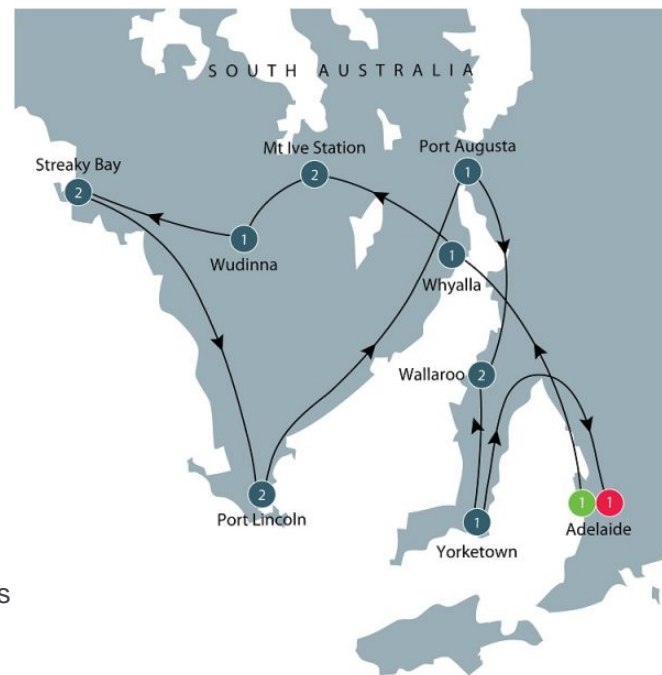 SOUTH AUSTRALIA
Mt Ive Station
Port Augusta
Streaky Bay
2
2
1
1
Wudinna
1
Whyalla
Wallaroo
2
2
Port Lincoln
1
Yorketown
1 1
Adelaide
s